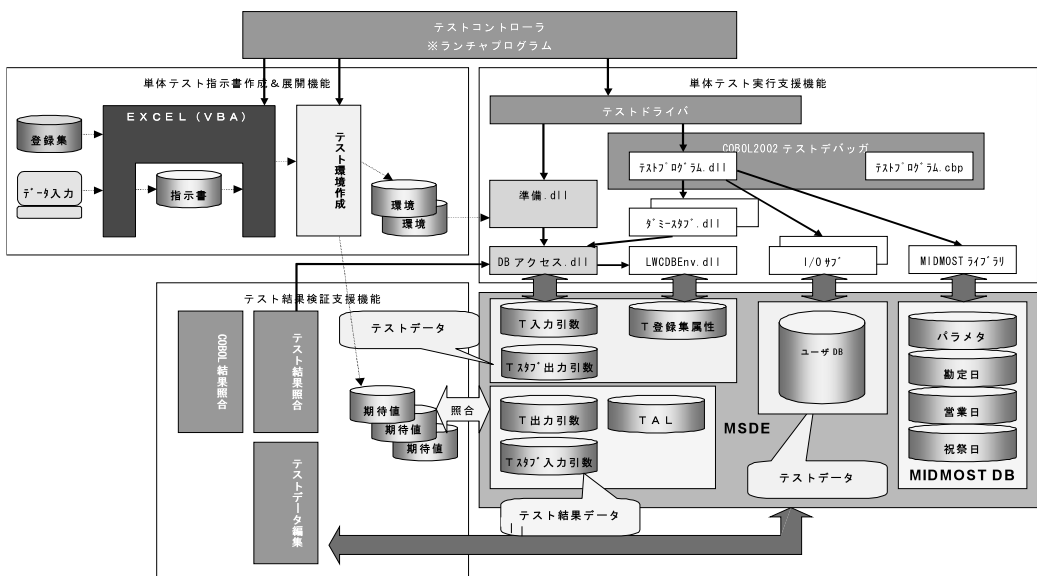 テストコントローラ
※ランチャプログラム
単体テスト指示書作成&展開機能
EXCEL(VBA)
登録集
データ入力
指示書
テスト環境作成
環境
環境
単体テスト実行支援機能
テストドライバ
COBOL2002テストデバッガ
テストプログラム.dll
テストプログラム.cbp
準備.dll
ダミースタブ.dll
DBアクセス.dll
LWCDBEnv.dll
I/Oサブ
MIDMOSTライブラリ
テスト結果検証支援機能
COBOL結果照合
テスト結果照合
テストデータ編集
テストデータ
期待値
期待値
期待値
照合
T入力引数
Tスタブ出力引数
T登録集属性
T出力引数
Tスタブ入力引数
TAL
MSDE
ユーザDB
テストデータ
テスト結果データ
パラメタ
勘定日
営業日
祝祭日
MIDMOST DB